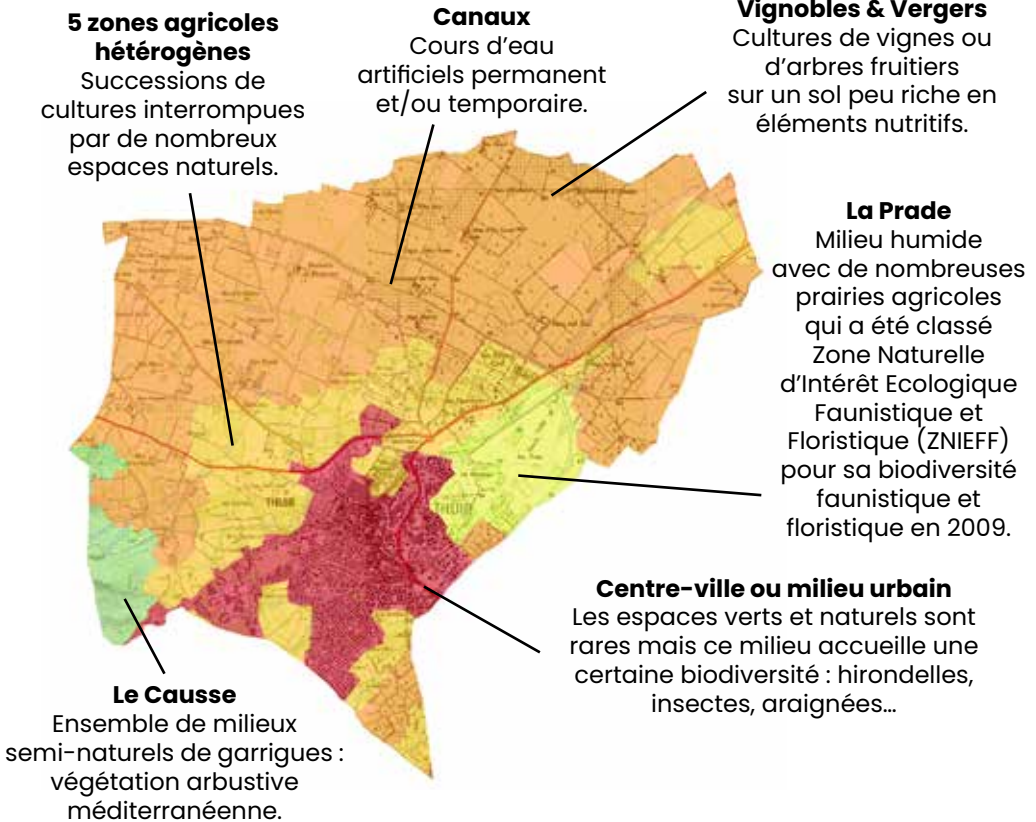 5 zones agricoles
hétérogènes
Successions de
cultures interrompues
par de nombreux
espaces naturels.
Canaux
Cours d'eau
artificiels permanent
et/ou temporaire.
Vignobles & Vergers
Cultures de vignes ou
d'arbres fruitiers
sur un sol peu riche en
éléments nutritifs.
La Prade
Milieu humide
avec de nombreuses
prairies agricoles
qui a été classé
Zone Naturelle
d'Intérêt Ecologique
Faunistique et
Floristique (ZNIEFF)
pour sa biodiversité
faunistique et
floristique en 2009.
THUIR
THUIR
Centre-ville ou milieu urbain
Les espaces verts et naturels sont
rares mais ce milieu accueille une
certaine biodiversité : hirondelles,
insectes, araignées...
Le Causse
Ensemble de milieux
semi-naturels de garrigues :
végétation arbustive
méditerranéenne.